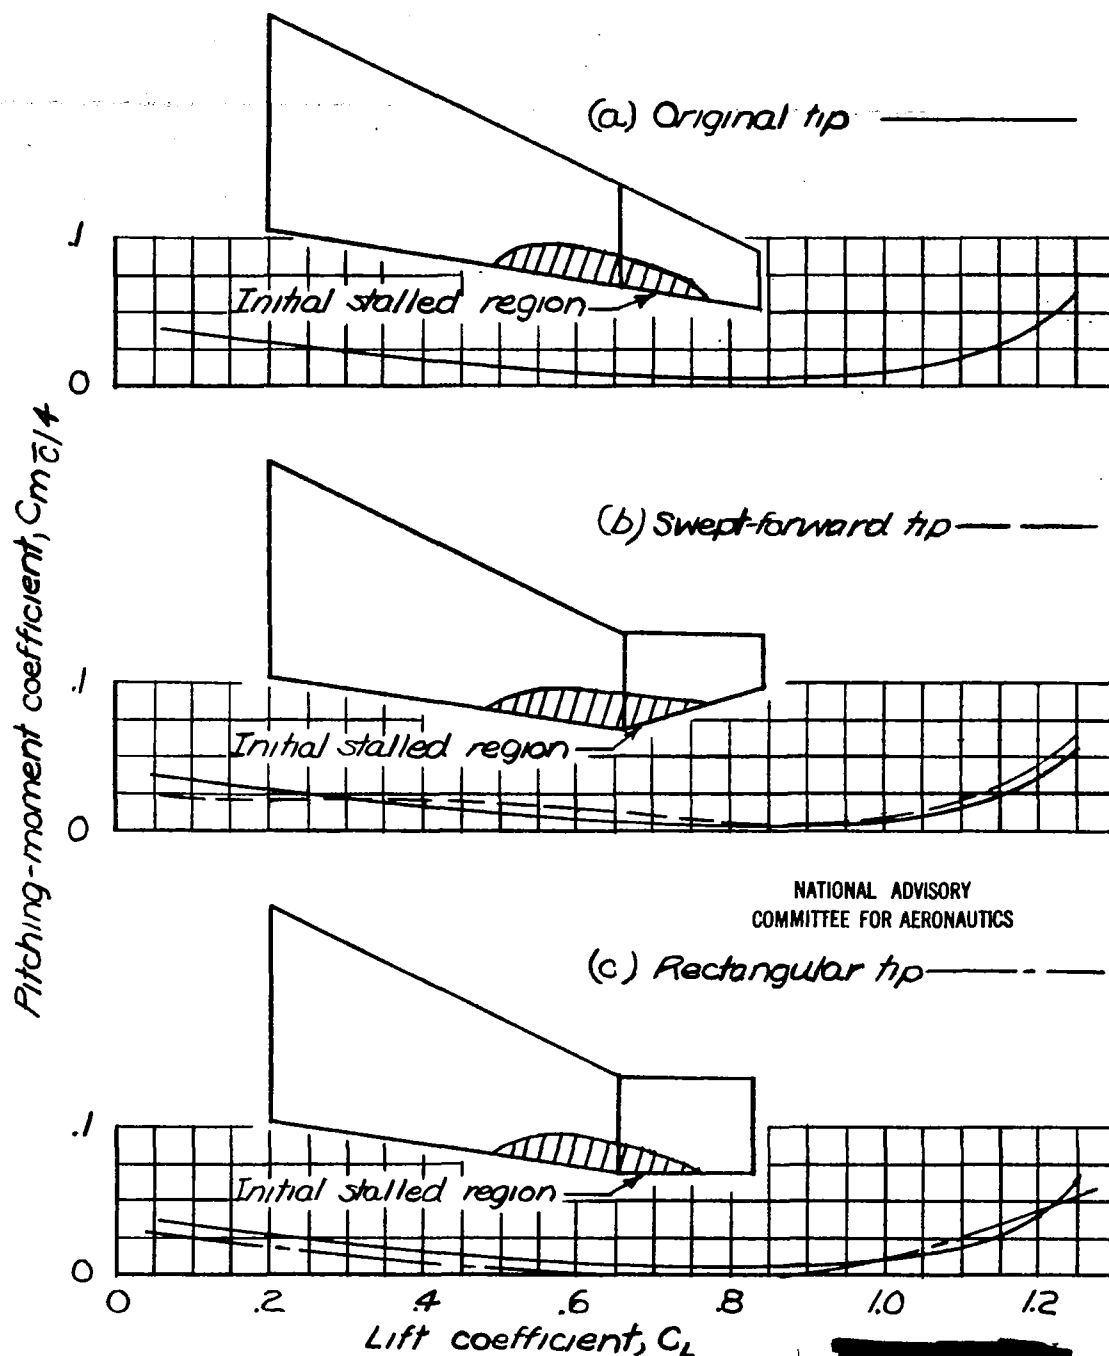 (a) Original tip
.1
Initial stalled region
0
Pitching-moment coefficient, Cm c̄/4
(b) Swept-forward tip
.1
Initial stalled region
0
NATIONAL ADVISORY
COMMITTEE FOR AERONAUTICS
(c) Rectangular tip
.1
Initial stalled region
0
0 .2 .4 .6 .8 1.0 1.2
Lift coefficient, CL